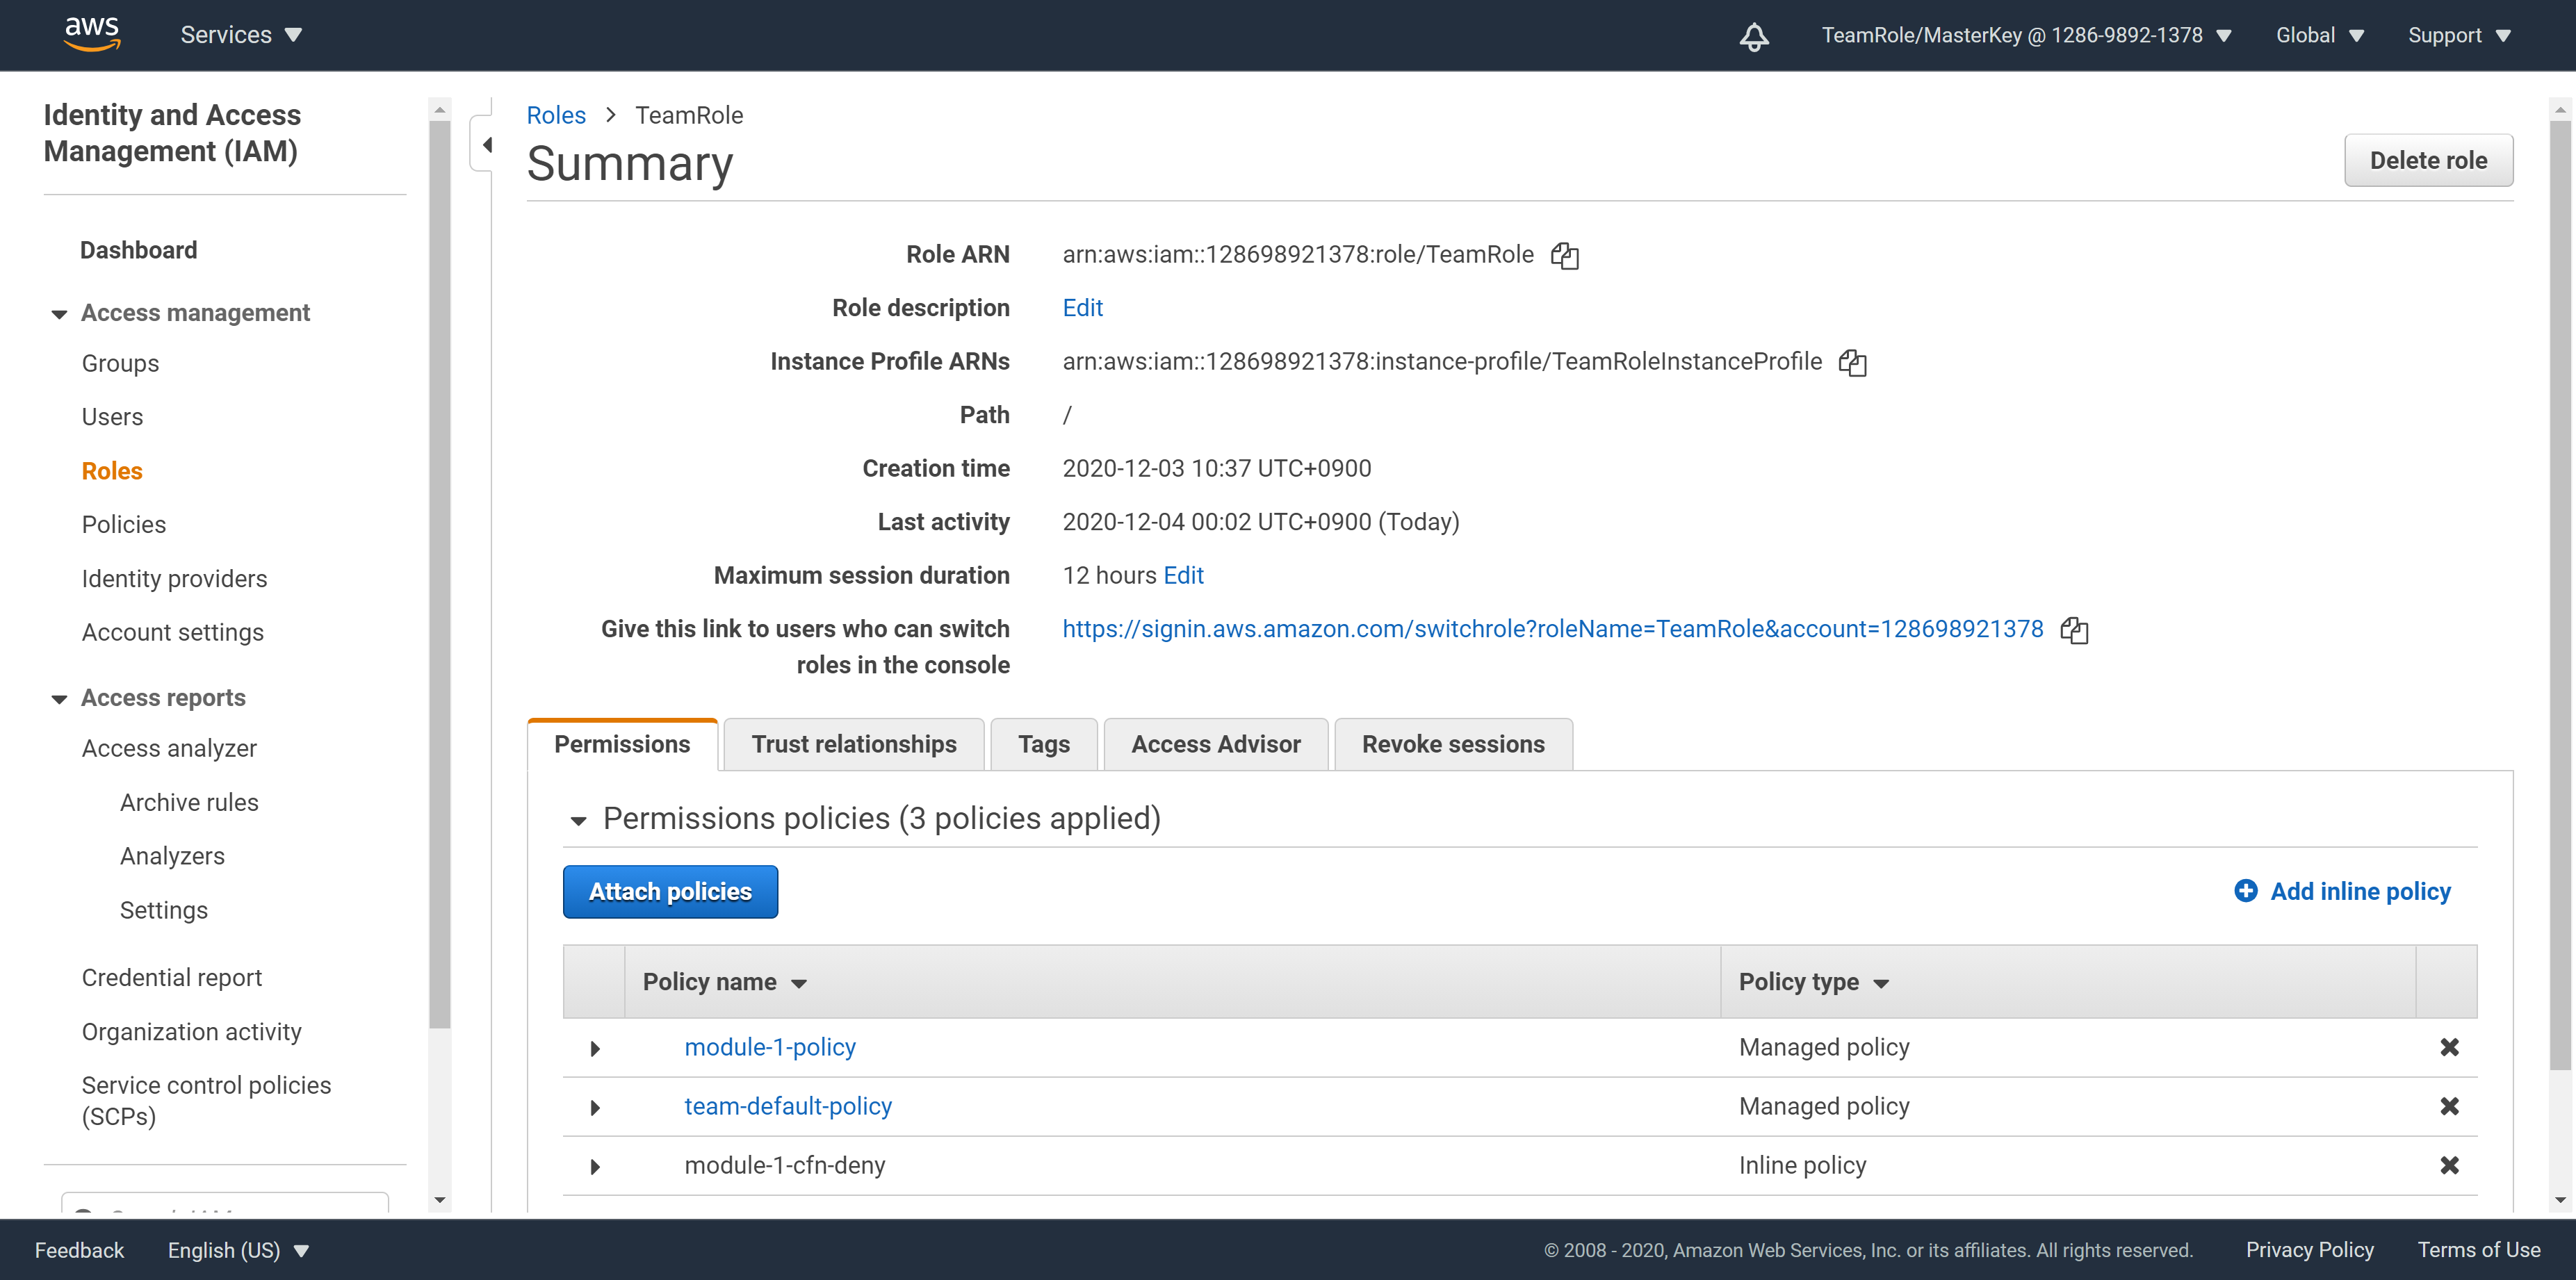 aws
Services
TeamRole/MasterKey @ 1286-9892-1378
Global
Support
Identity and Access
Management (IAM)
Dashboard
Access management
Groups
Users
Roles
Policies
Identity providers
Account settings
Access reports
Access analyzer
Archive rules
Analyzers
Settings
Credential report
Organization activity
Service control policies
(SCPs)
Roles > TeamRole
Summary
Delete role
Role ARN arn:aws:iam::128698921378:role/TeamRole
Role description Edit
Instance Profile ARNs arn:aws:iam::128698921378:instance-profile/TeamRoleInstanceProfile
Path /
Creation time 2020-12-03 10:37 UTC+0900
Last activity 2020-12-04 00:02 UTC+0900 (Today)
Maximum session duration 12 hours Edit
Give this link to users who can switch https://signin.aws.amazon.com/switchrole?roleName=TeamRole&account=128698921378
roles in the console
Permissions
Trust relationships
Tags
Access Advisor
Revoke sessions
Permissions policies (3 policies applied)
Attach policies
Add inline policy
Policy name Policy type
module-1-policy Managed policy
team-default-policy Managed policy
module-1-cfn-deny Inline policy
Feedback
English (US)
© 2008 - 2020, Amazon Web Services, Inc. or its affiliates. All rights reserved.
Privacy Policy
Terms of Use